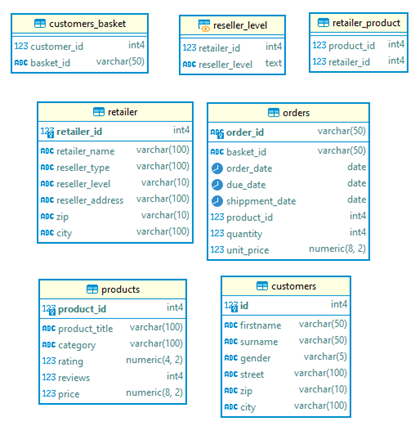 customers_basket
123 customer_id int4
ABC basket_id varchar(50)
reseller_level
123 retailer_id int4
ABC reseller_level text
retailer_product
123 product_id int4
123 retailer_id int4
retailer
123 retailer_id int4
ABC retailer_name varchar(100)
ABC reseller_type varchar(100)
ABC reseller_level varchar(10)
ABC reseller_address varchar(100)
ABC zip varchar(10)
ABC city varchar(100)
orders
ABC order_id varchar(50)
ABC basket_id varchar(50)
order_date date
due_date date
shippment_date date
123 product_id int4
123 quantity int4
123 unit_price numeric(8, 2)
products
123 product_id int4
ABC product_title varchar(100)
ABC category varchar(100)
123 rating numeric(4, 2)
123 reviews int4
123 price numeric(8, 2)
customers
123 id int4
ABC firstname varchar(50)
ABC surname varchar(50)
ABC gender varchar(5)
ABC street varchar(100)
ABC zip varchar(10)
ABC city varchar(100)